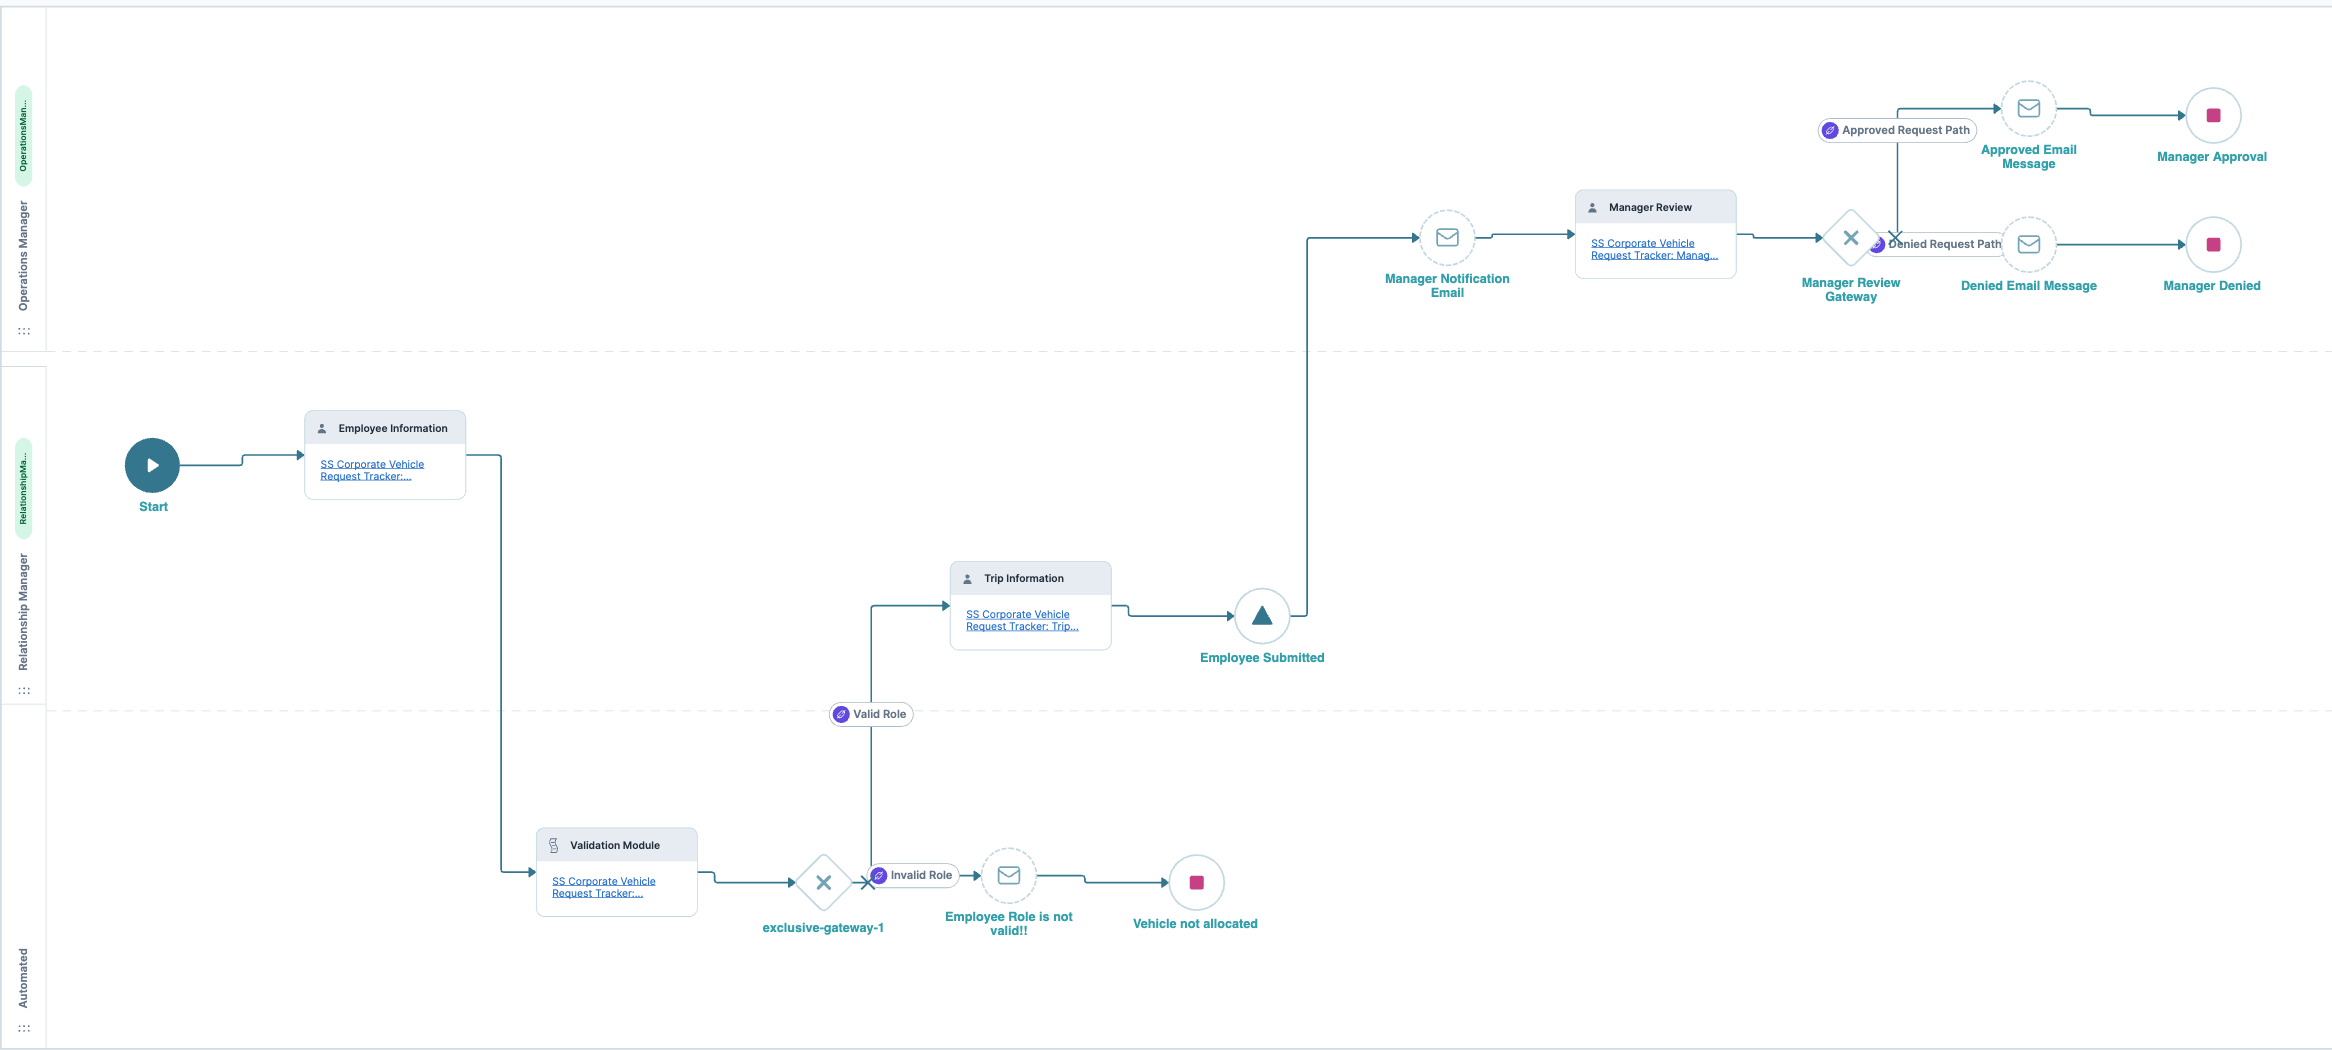 OperationsMan...
Operations Manager
Approved Request Path
Approved Email
Message
Manager Approval
Manager Notification
Email
Manager Review
SS Corporate Vehicle
Request Tracker: Manag...
Manager Review
Gateway
Denied Request Path
Denied Email Message
Manager Denied
RelationshipMa...
Relationship Manager
Start
Employee Information
SS Corporate Vehicle
Request Tracker:...
Trip Information
SS Corporate Vehicle
Request Tracker: Trip...
Employee Submitted
Valid Role
Automated
Validation Module
SS Corporate Vehicle
Request Tracker:...
exclusive-gateway-1
Invalid Role
Employee Role is not
valid!!
Vehicle not allocated